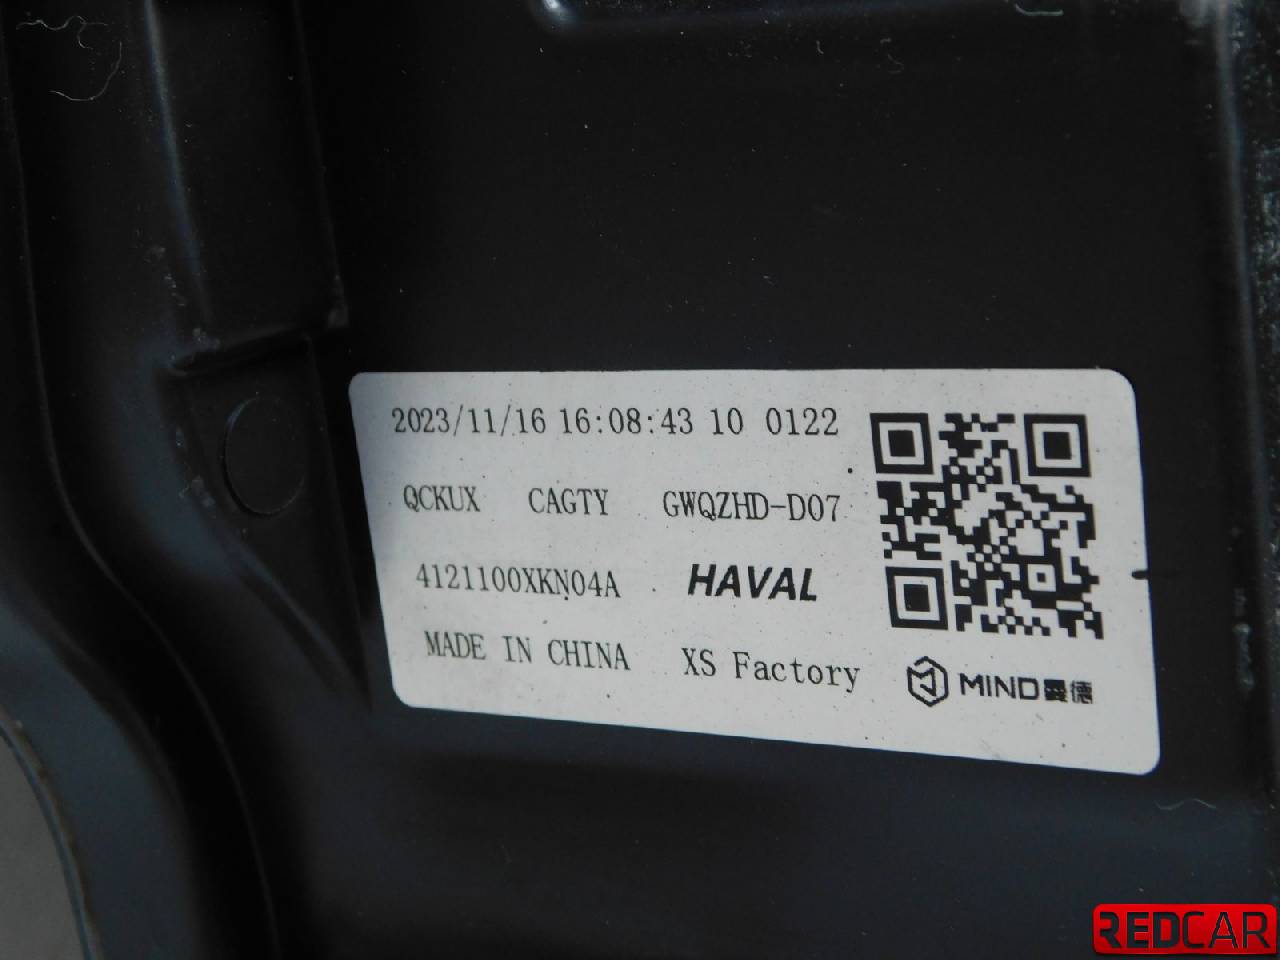 2023/11/16 16:08:43 10 0122
QCKUX CAGTY GWQZHD-D07
4121100XKN04A HAVAL
MADE IN CHINA XS Factory
MIND曼德
REDCAR